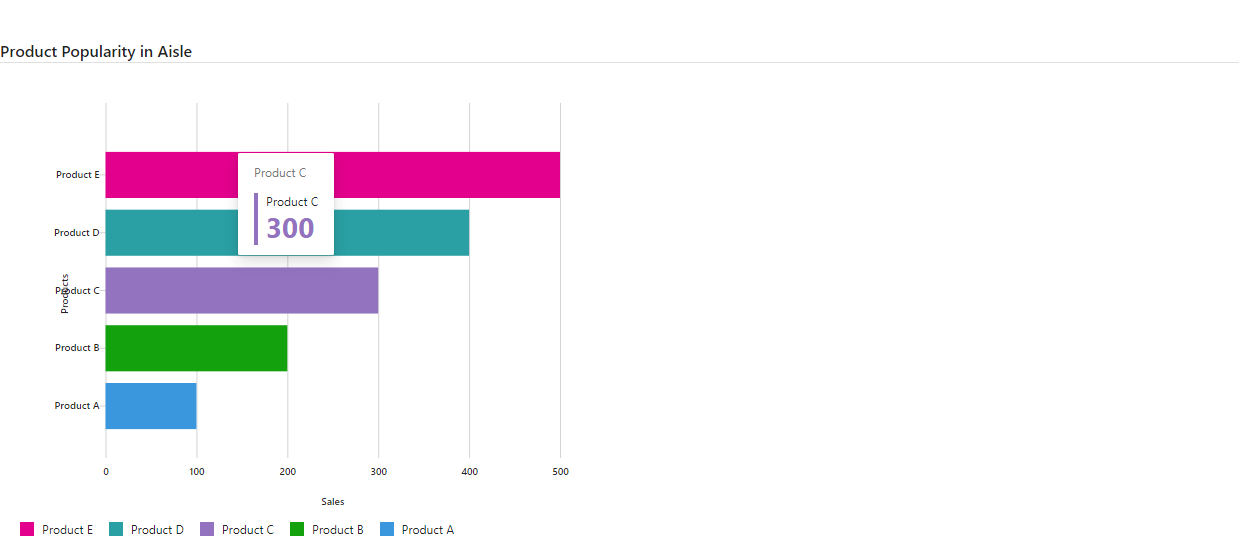 Product Popularity in Aisle
Product E
Product C
Product C
300
Product D
Product C
Products
Product B
Product A
0 100 200 300 400 500
Sales
Product E Product D Product C Product B Product A